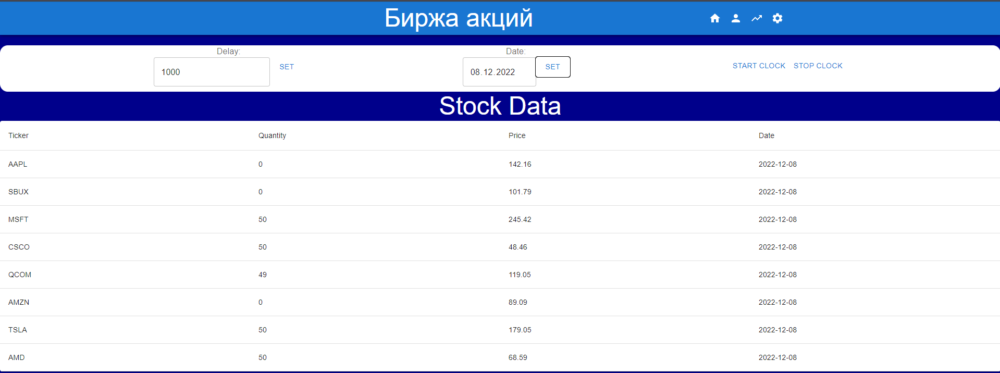 Биржа акций
Delay: Date:
1000 SET 08.12.2022 SET START CLOCK STOP CLOCK
Stock Data
Ticker Quantity Price Date
AAPL 0 142.16 2022-12-08
SBUX 0 101.79 2022-12-08
MSFT 50 245.42 2022-12-08
CSCO 50 48.46 2022-12-08
QCOM 49 119.05 2022-12-08
AMZN 0 89.09 2022-12-08
TSLA 50 179.05 2022-12-08
AMD 50 68.59 2022-12-08